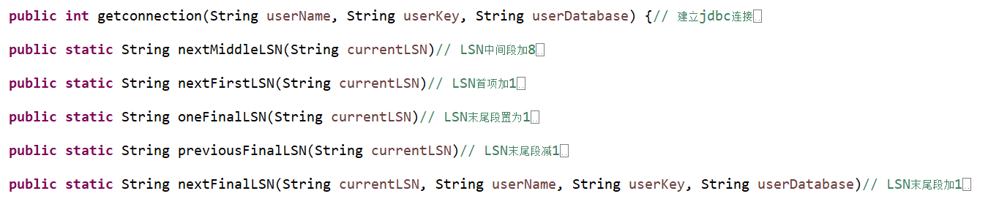 public int getconnection(String userName, String userKey, String userDatabase) {// 建立jdbc连接
public static String nextMiddleLSN(String currentLSN)// LSN中间段加8
public static String nextFirstLSN(String currentLSN)// LSN首项加1
public static String oneFinalLSN(String currentLSN)// LSN末尾段置为1
public static String previousFinalLSN(String currentLSN)// LSN末尾段减1
public static String nextFinalLSN(String currentLSN, String userName, String userKey, String userDatabase)// LSN末尾段加1